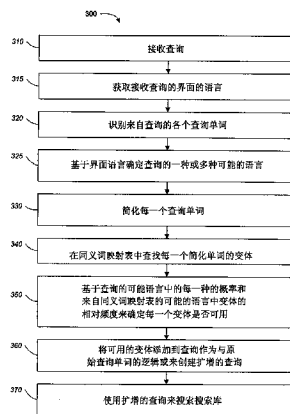 300
310
接收查询
315
获取接收查询的界面的语言
320
识别来自查询的各个查询单词
325
基于界面语言确定查询的一种或多种可能的语言
330
简化每一个查询单词
340
在同义词映射表中查找每一个简化单词的变体
350
基于查询的可能语言中的每一种的概率和
来自同义词映射表的可能的语言中变体的
相对频度来确定每一个变体是否可用
360
将可用的变体添加到查询作为与原
始查询单词的逻辑或来创建扩增的查询
370
使用扩增的查询来搜索搜索库